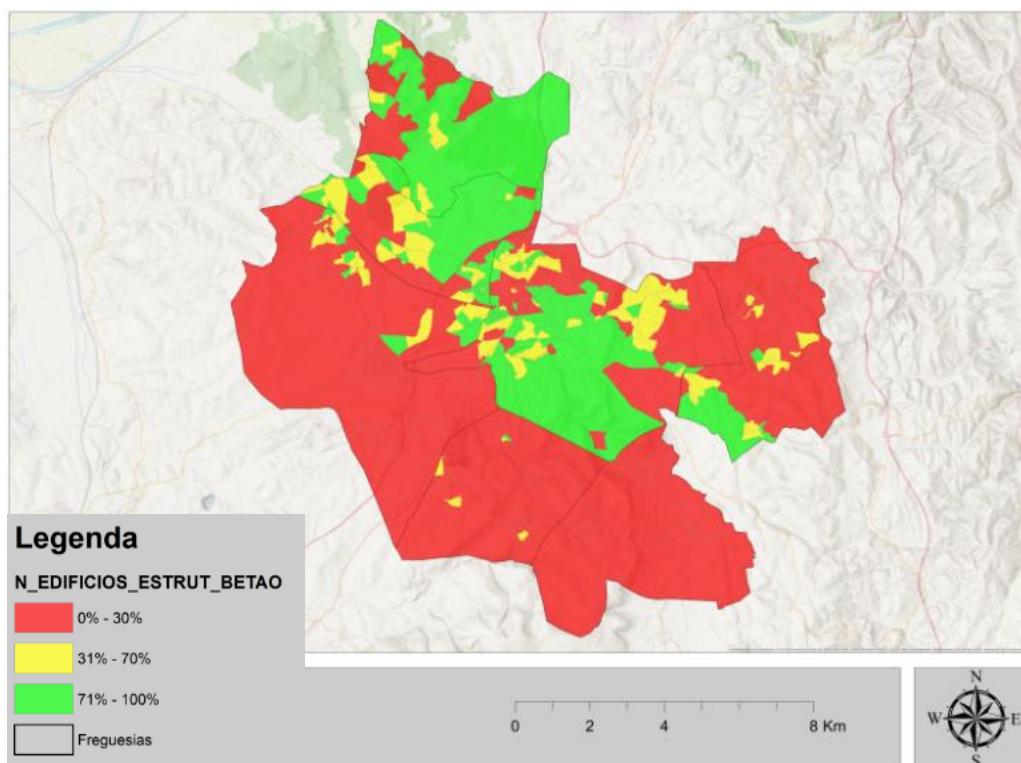 Legenda
N_EDIFICIOS_ESTRUT_BETAO
0% - 30%
31% - 70%
71% - 100%
Freguesias
0 2 4 8 Km
N
W E
S